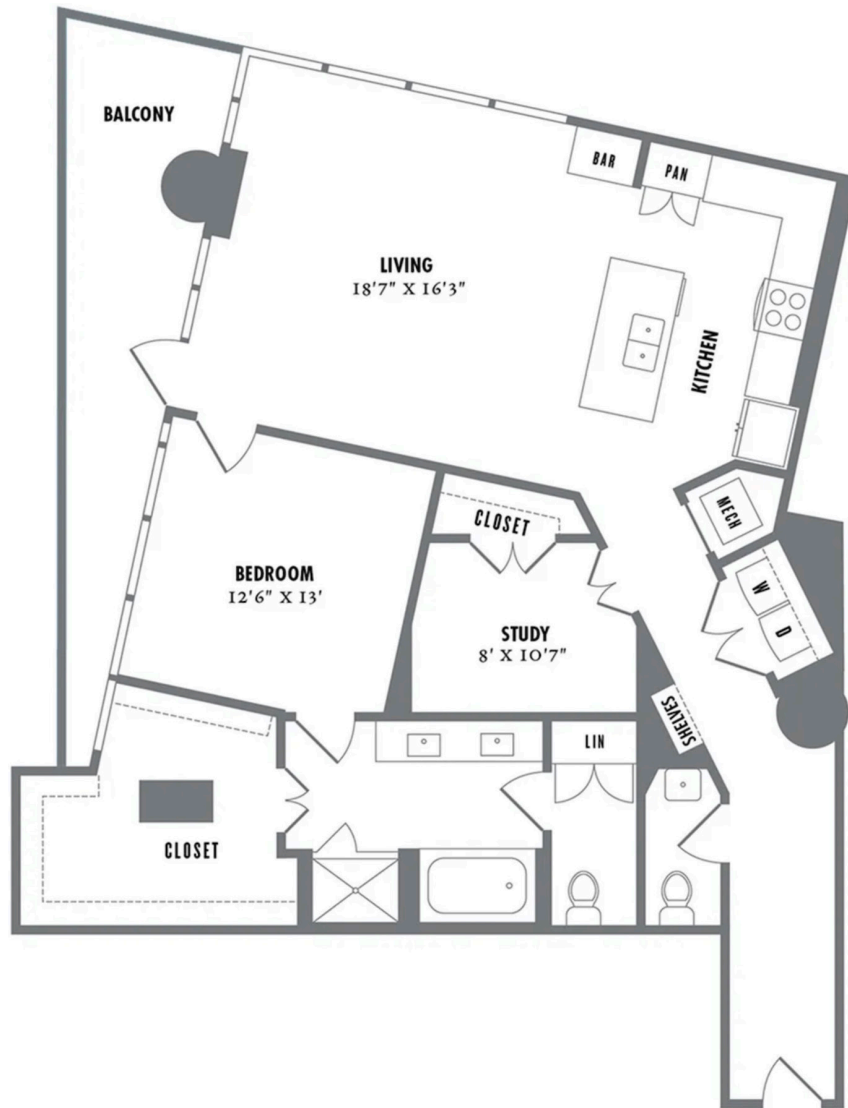 BALCONY
BAR
PAN
LIVING
18'7" X 16'3"
KITCHEN
MECH
CLOSET
BEDROOM
12'6" X 13'
STUDY
8' X 10'7"
W
D
SHELVES
LIN
CLOSET